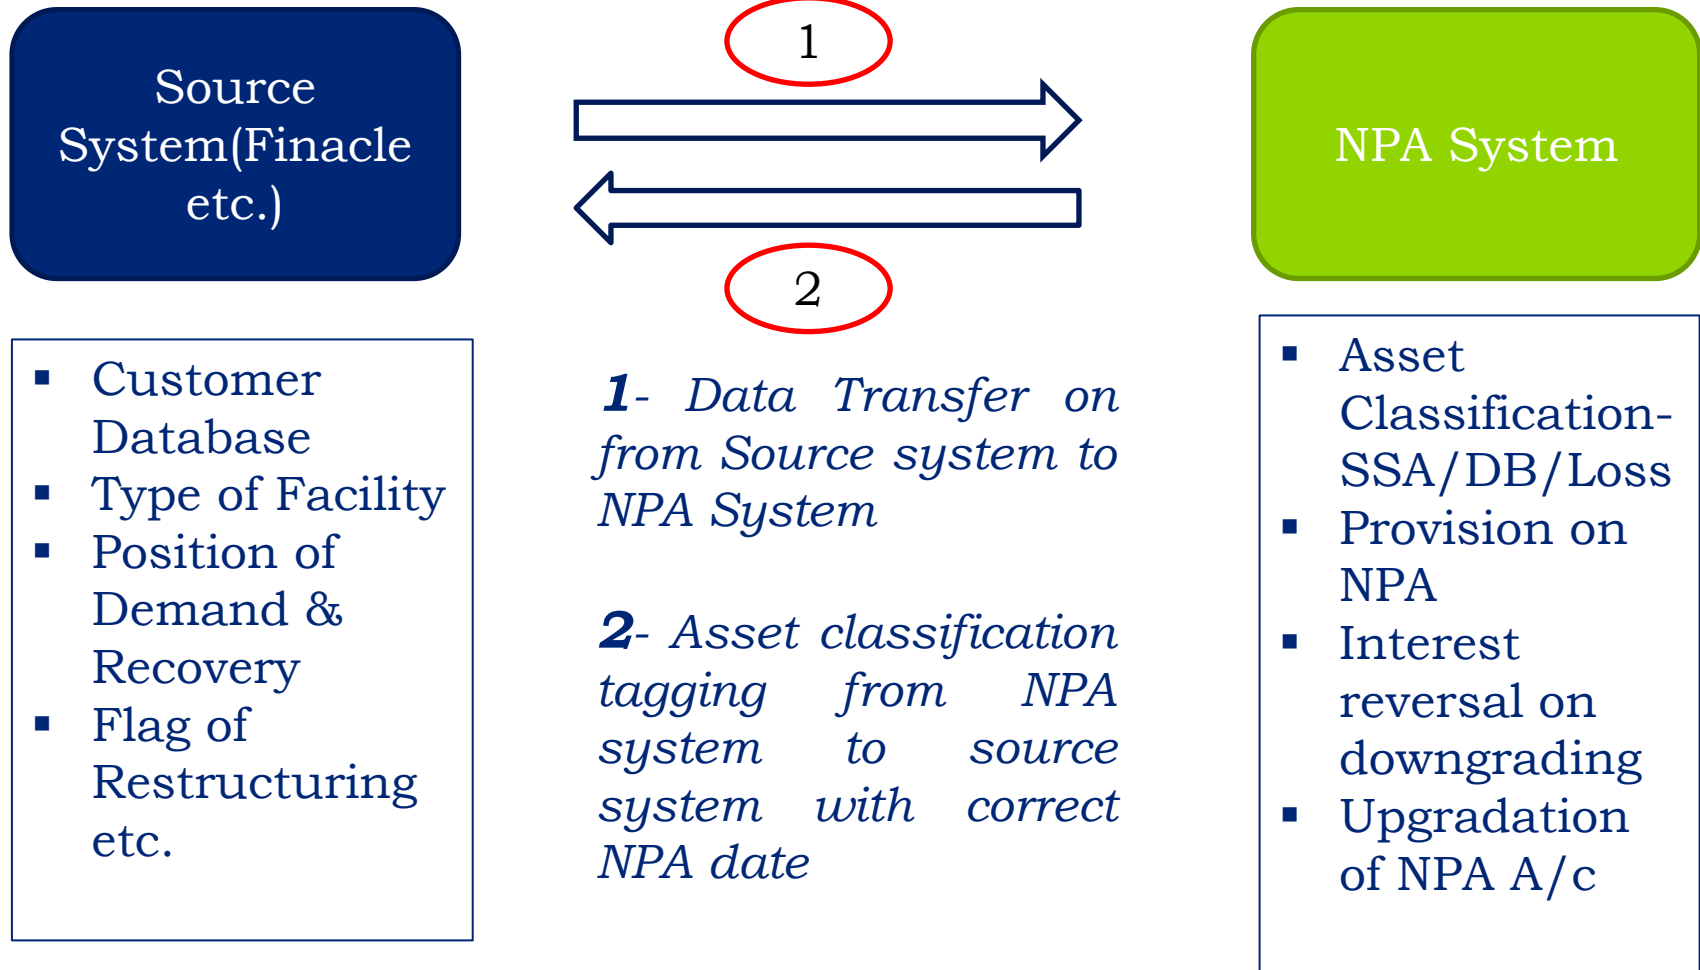 Source
System(Finacle
etc.)
1
2
NPA System
▪ Customer
Database
▪ Type of Facility
▪ Position of
Demand &
Recovery
▪ Flag of
Restructuring
etc.
1- Data Transfer on
from Source system to
NPA System
2- Asset classification
tagging from NPA
system to source
system with correct
NPA date
▪ Asset
Classification-
SSA/DB/Loss
▪ Provision on
NPA
▪ Interest
reversal on
downgrading
▪ Upgradation
of NPA A/c